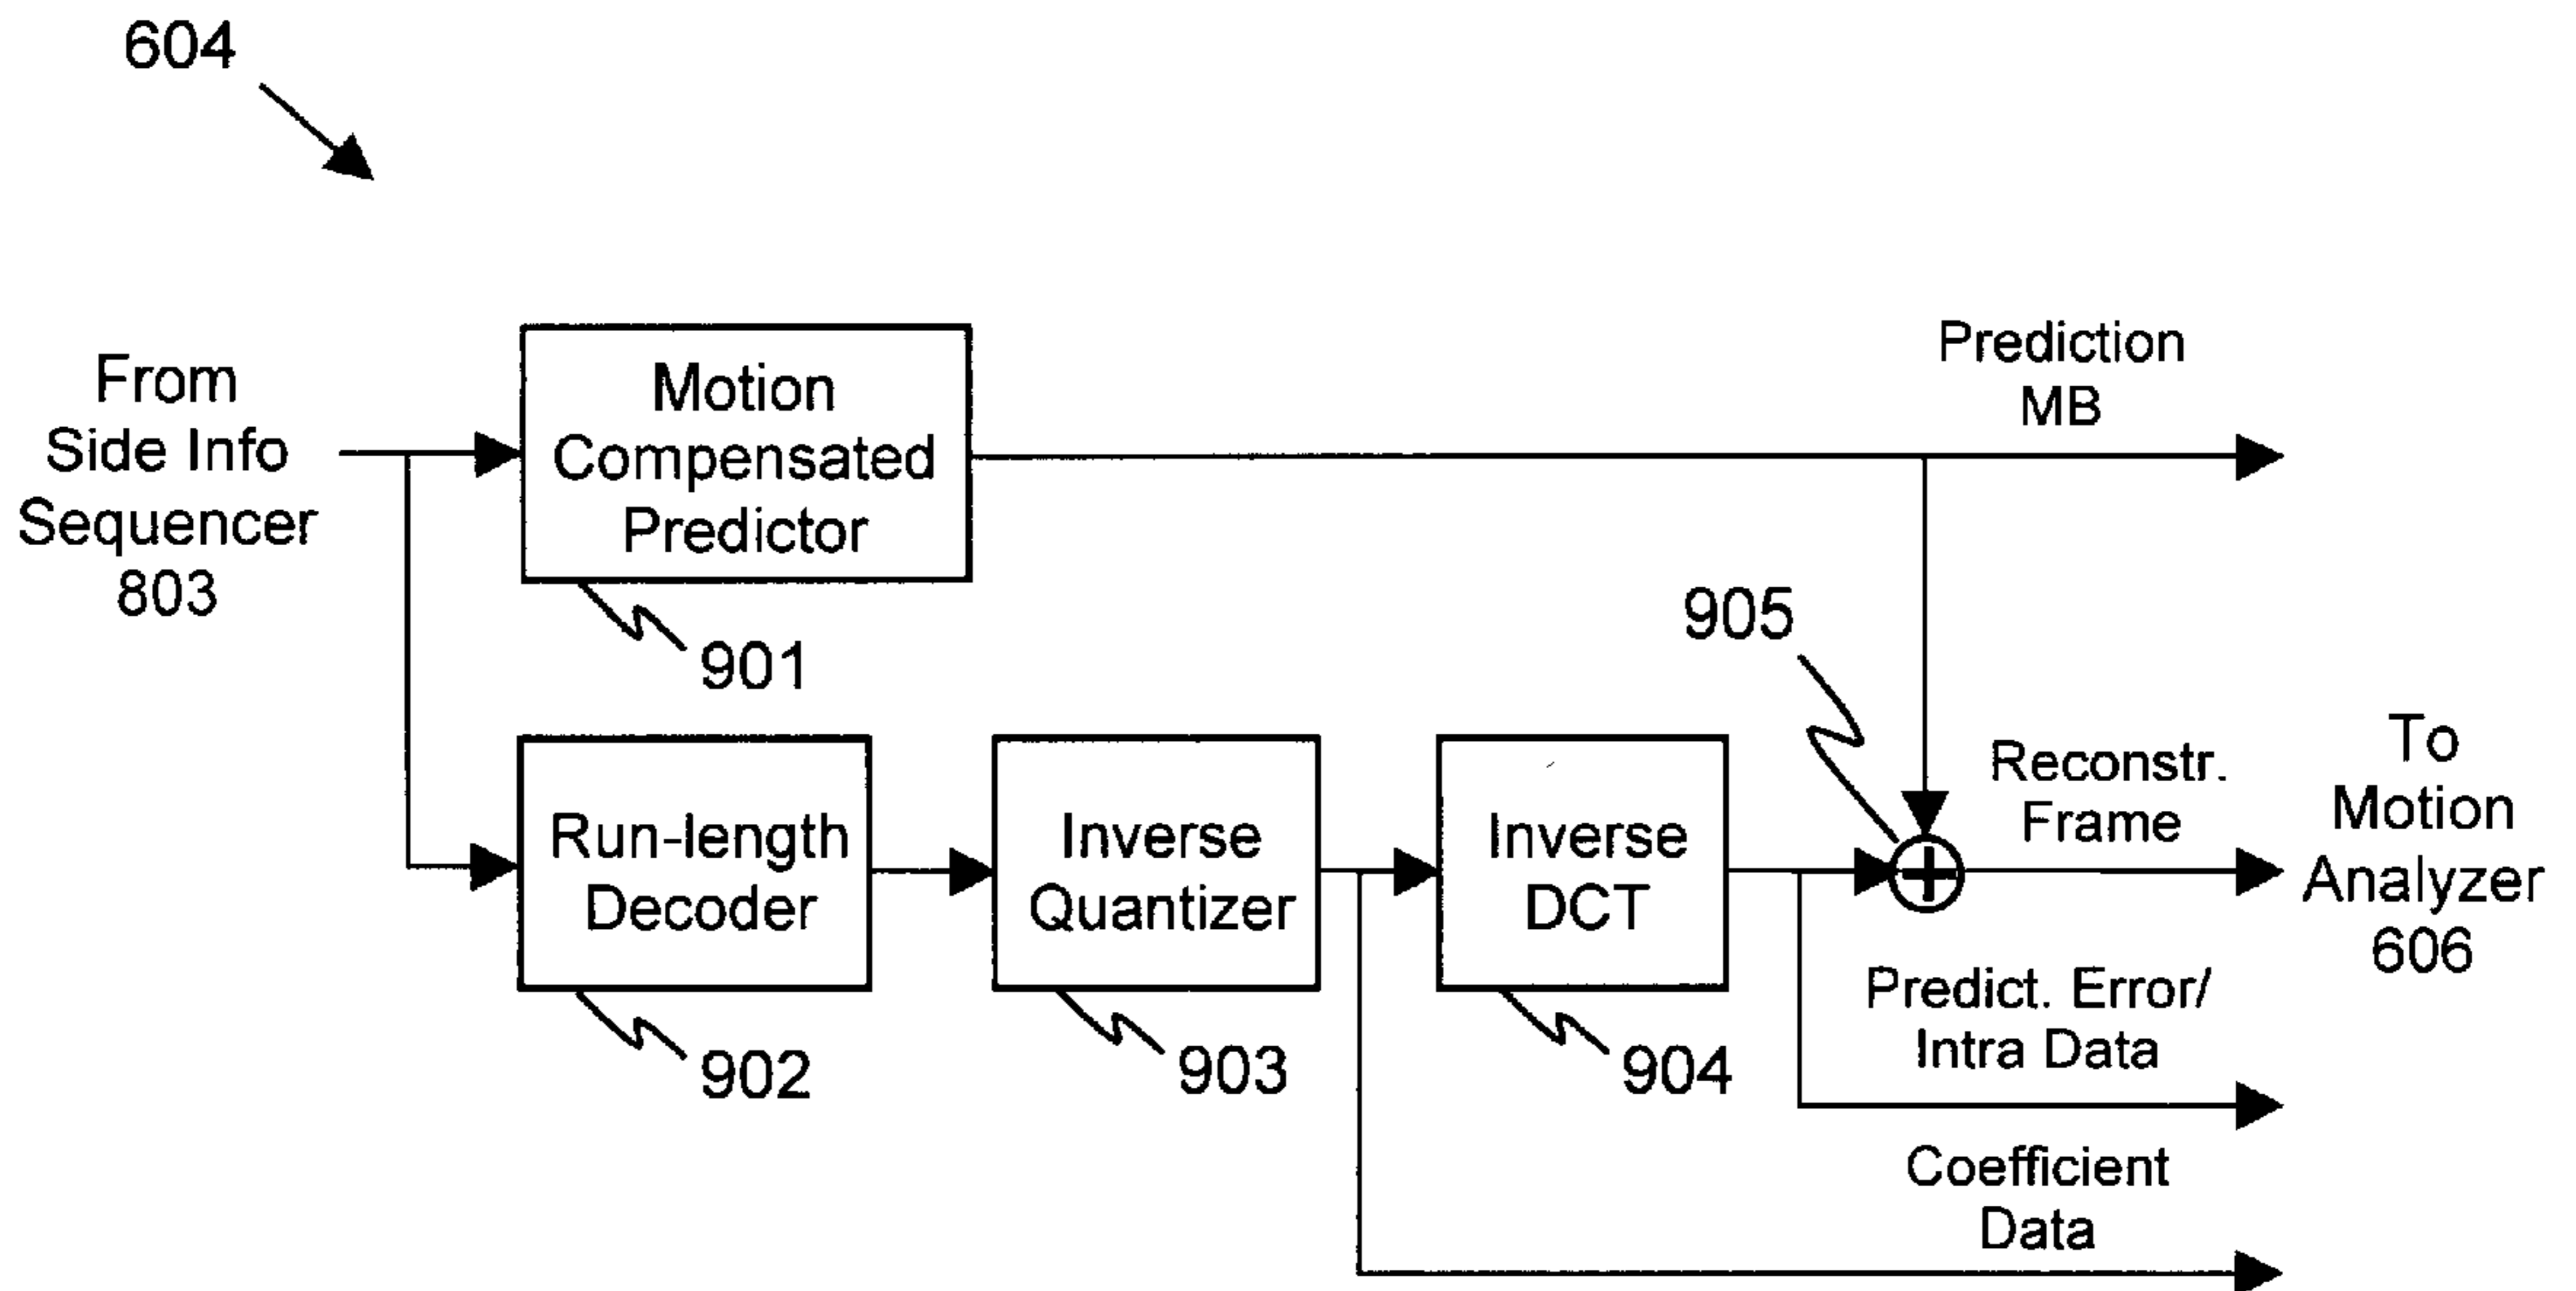 604
From
Side Info
Sequencer
803
Motion
Compensated
Predictor
901
Prediction
MB
905
Run-length
Decoder
902
Inverse
Quantizer
903
Inverse
DCT
904
Reconstr.
Frame
To
Motion
Analyzer
606
Predict. Error/
Intra Data
Coefficient
Data